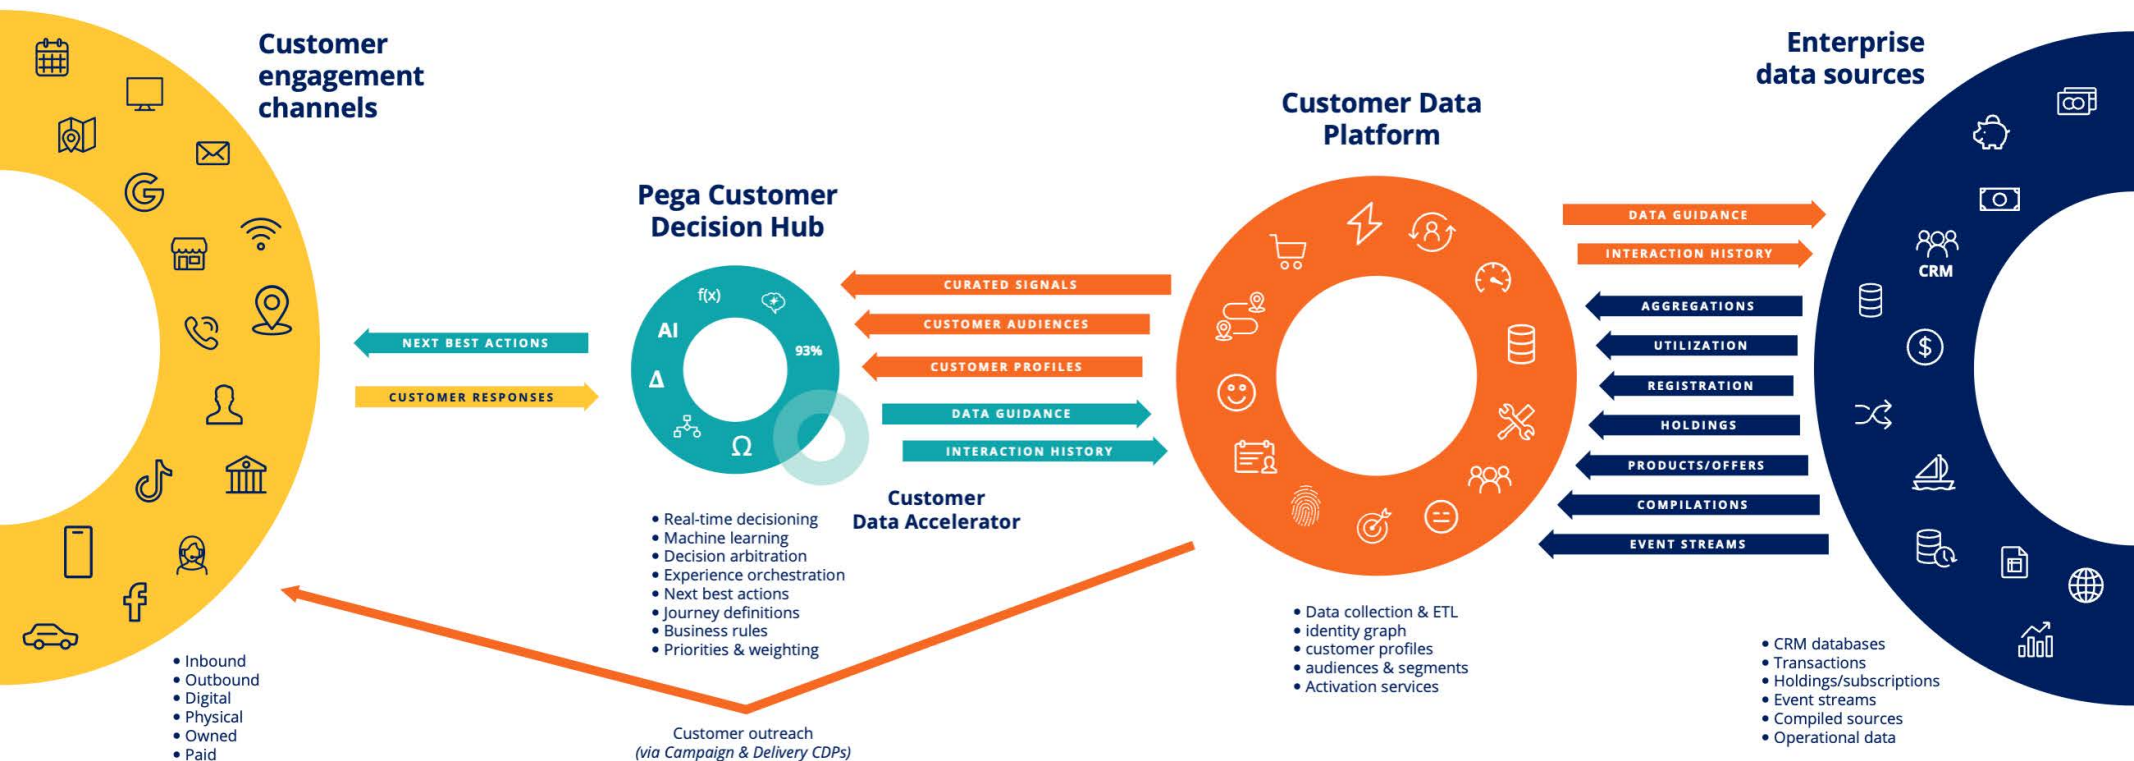 Customer
engagement
channels
• Inbound
• Outbound
• Digital
• Physical
• Owned
• Paid
NEXT BEST ACTIONS
CUSTOMER RESPONSES
Pega Customer
Decision Hub
f(x)
AI
93%
Δ
Ω
Customer
Data Accelerator
• Real-time decisioning
• Machine learning
• Decision arbitration
• Experience orchestration
• Next best actions
• Journey definitions
• Business rules
• Priorities & weighting
Customer outreach
(via Campaign & Delivery CDPs)
CURATED SIGNALS
CUSTOMER AUDIENCES
CUSTOMER PROFILES
DATA GUIDANCE
INTERACTION HISTORY
Customer Data
Platform
• Data collection & ETL
• identity graph
• customer profiles
• audiences & segments
• Activation services
DATA GUIDANCE
INTERACTION HISTORY
AGGREGATIONS
UTILIZATION
REGISTRATION
HOLDINGS
PRODUCTS/OFFERS
COMPILATIONS
EVENT STREAMS
Enterprise
data sources
CRM
$
• CRM databases
• Transactions
• Holdings/subscriptions
• Event streams
• Compiled sources
• Operational data